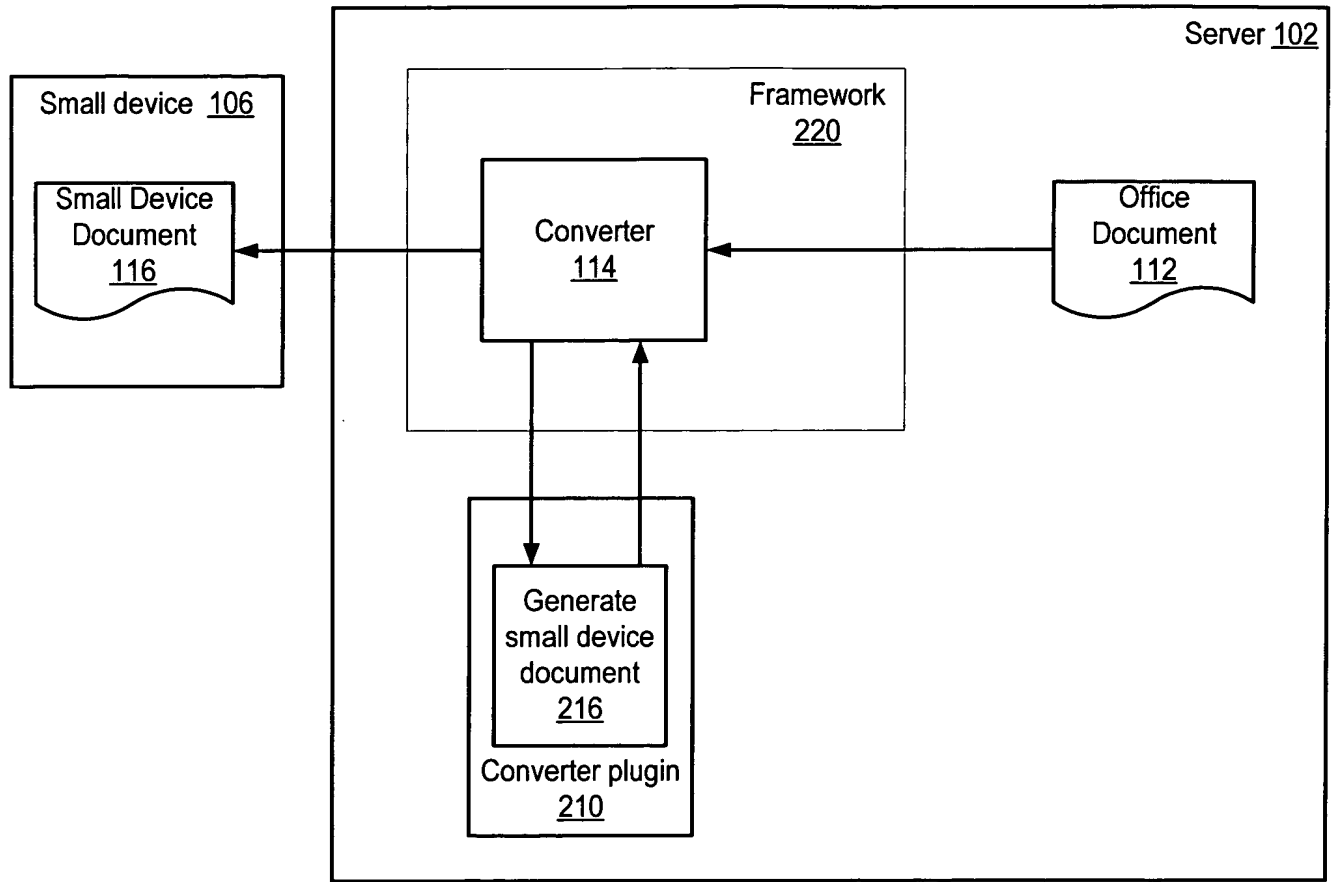 Server 102
Small device 106
Framework
220
Small Device
Document
116
Converter
114
Office
Document
112
Generate
small device
document
216
Converter plugin
210